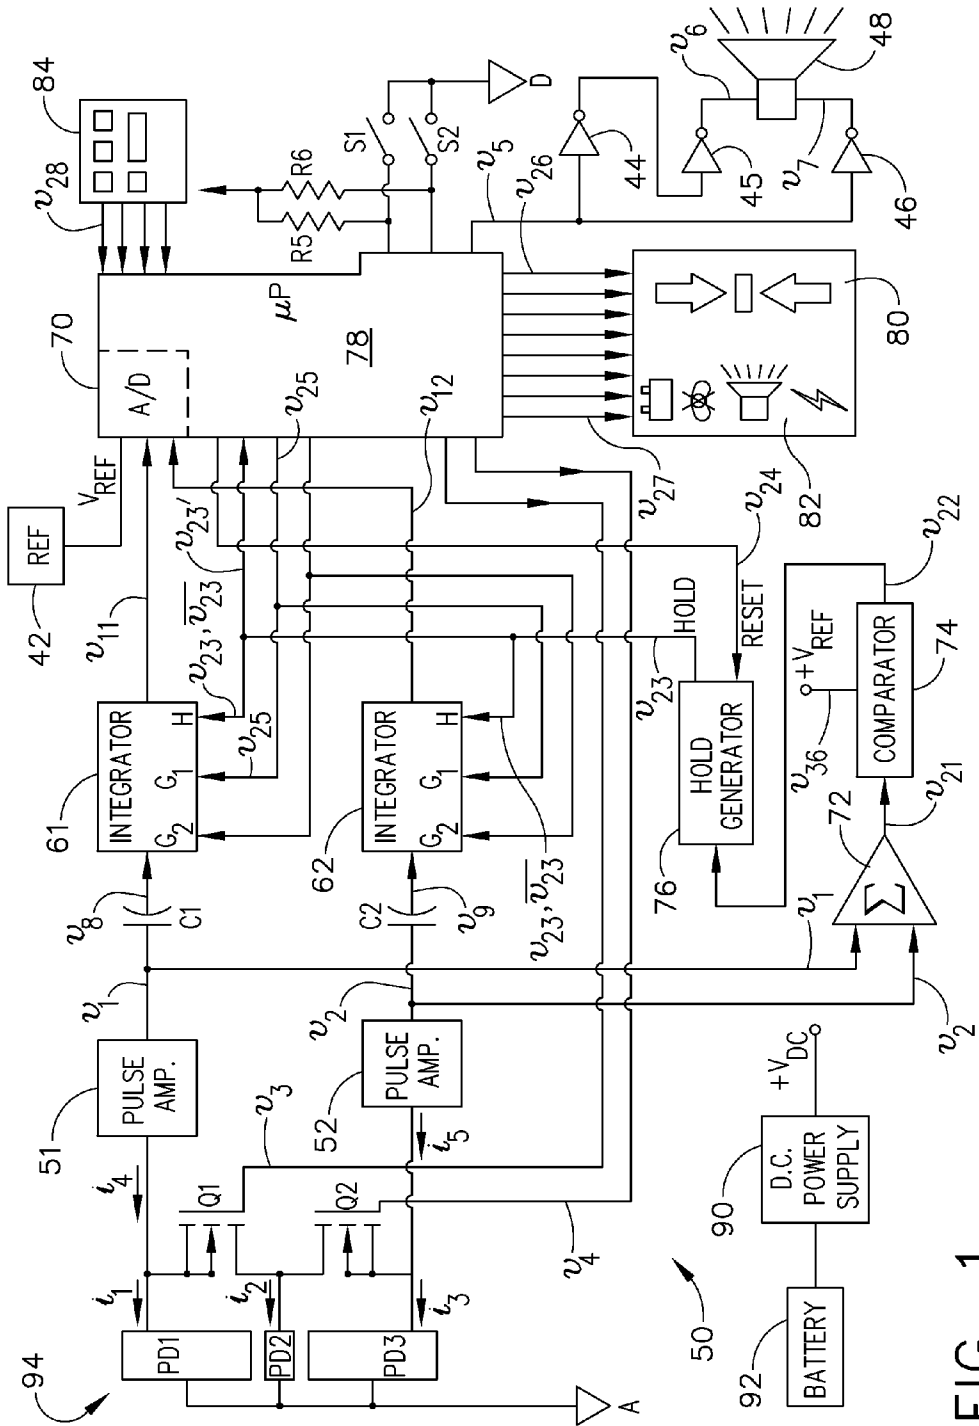 94
PD1
PD2
PD3
A
i1
i2
i3
i4
i5
Q1
Q2
51
PULSE
AMP.
52
PULSE
AMP.
v3
v4
v1
v2
v8
C1
C2
v9
61
INTEGRATOR
G2
G1
H
62
INTEGRATOR
G2
G1
H
v25
v23, v̅23̅
v23'
v23, v̅23̅
v11
42
REF
VREF
70
A/D
µP
78
v25
v12
v28
84
R5
R6
S1
S2
D
v5
v26
44
45
46
v6
v7
48
80
82
v27
v24
HOLD
RESET
v23
76
HOLD
GENERATOR
v36
+VREF
COMPARATOR
74
v22
v21
72
Σ
v1
v2
50
92
BATTERY
90
D.C.
POWER
SUPPLY
+VDC
FIG. 1